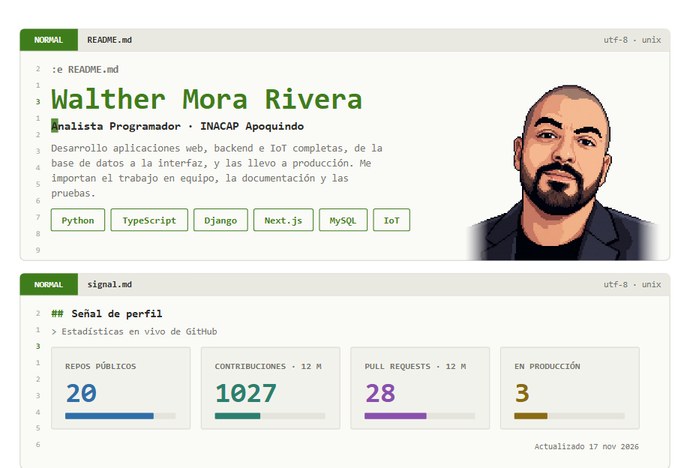 NORMAL README.md utf-8 · unix
2 :e README.md
1
3 Walther Mora Rivera
1 Analista Programador · INACAP Apoquindo
2
3 Desarrollo aplicaciones web, backend e IoT completas, de la
4 base de datos a la interfaz, y las llevo a producción. Me
5 importan el trabajo en equipo, la documentación y las
6 pruebas.
7
8 Python TypeScript Django Next.js MySQL IoT
9
NORMAL signal.md utf-8 · unix
2 ## Señal de perfil
1 > Estadísticas en vivo de GitHub
3
1 REPOS PÚBLICOS CONTRIBUCIONES · 12 M PULL REQUESTS · 12 M EN PRODUCCIÓN
2
3 20 1027 28 3
4
5
6 Actualizado 17 nov 2026